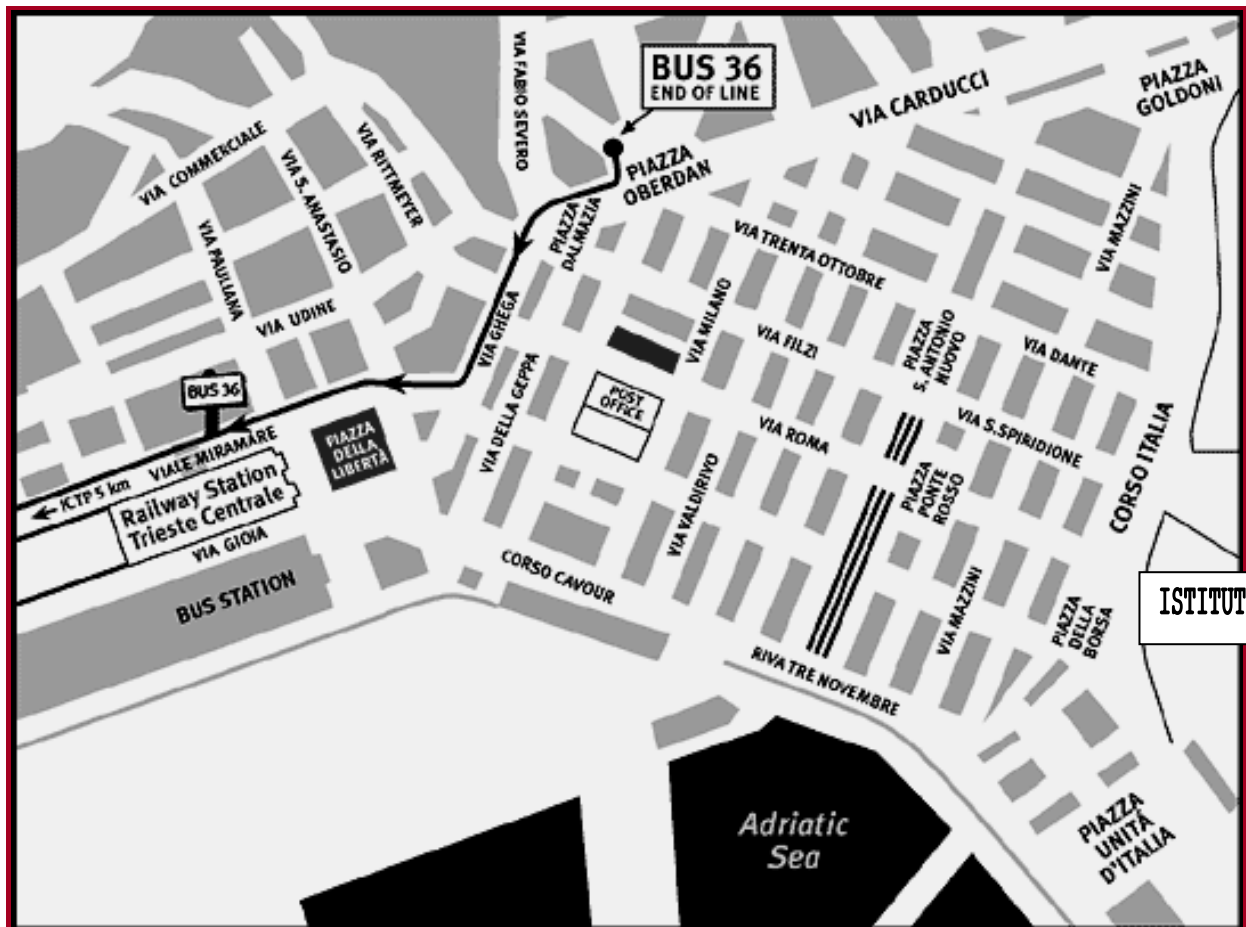 BUS 36
END OF LINE
VIA FABIO SEVERO
VIA CARDUCCI
PIAZZA
GOLDONI
VIA COMMERCIALE
VIA S. ANASTASIO
VIA RITTMEYER
PIAZZA
OBERDAN
PIAZZA
DALMAZIA
VIA PAULIANA
VIA UDINE
VIA GHEGA
VIA TRENTA OTTOBRE
VIA MAZZINI
VIA MILANO
VIA FILZI
PIAZZA
S. ANTONIO
NUOVO
VIA DANTE
BUS 36
POST
OFFICE
VIA DELLA GEPPA
PIAZZA
DELLA
LIBERTÀ
VIA ROMA
VIA S.SPIRIDIONE
CORSO ITALIA
VIALE MIRAMARE
ICTP 5 km
Railway Station
Trieste Centrale
VIA GIOIA
BUS STATION
VIA VALDIRIVO
PIAZZA
PONTE
ROSSO
CORSO CAVOUR
VIA MAZZINI
PIAZZA
DELLA
BORSA
ISTITUT
RIVA TRE NOVEMBRE
Adriatic
Sea
PIAZZA
UNITÁ
D'ITALIA